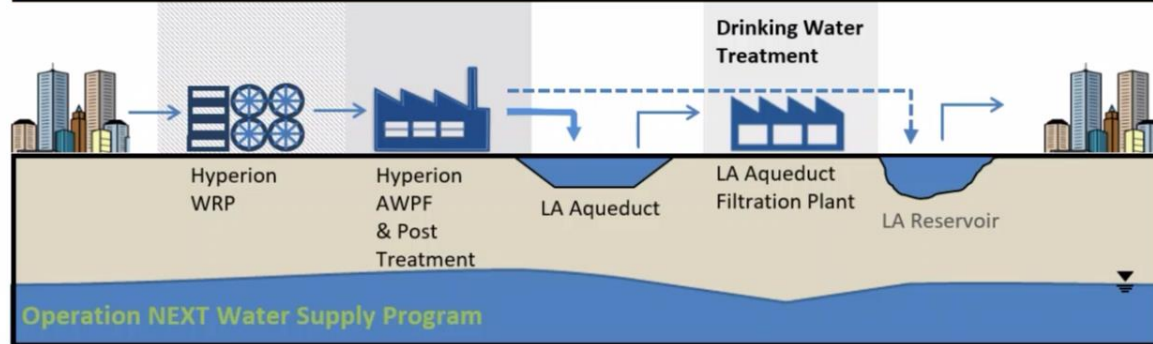 Drinking Water
Treatment
Hyperion
WRP
Hyperion
AWPF
& Post
Treatment
LA Aqueduct
LA Aqueduct
Filtration Plant
LA Reservoir
Operation NEXT Water Supply Program